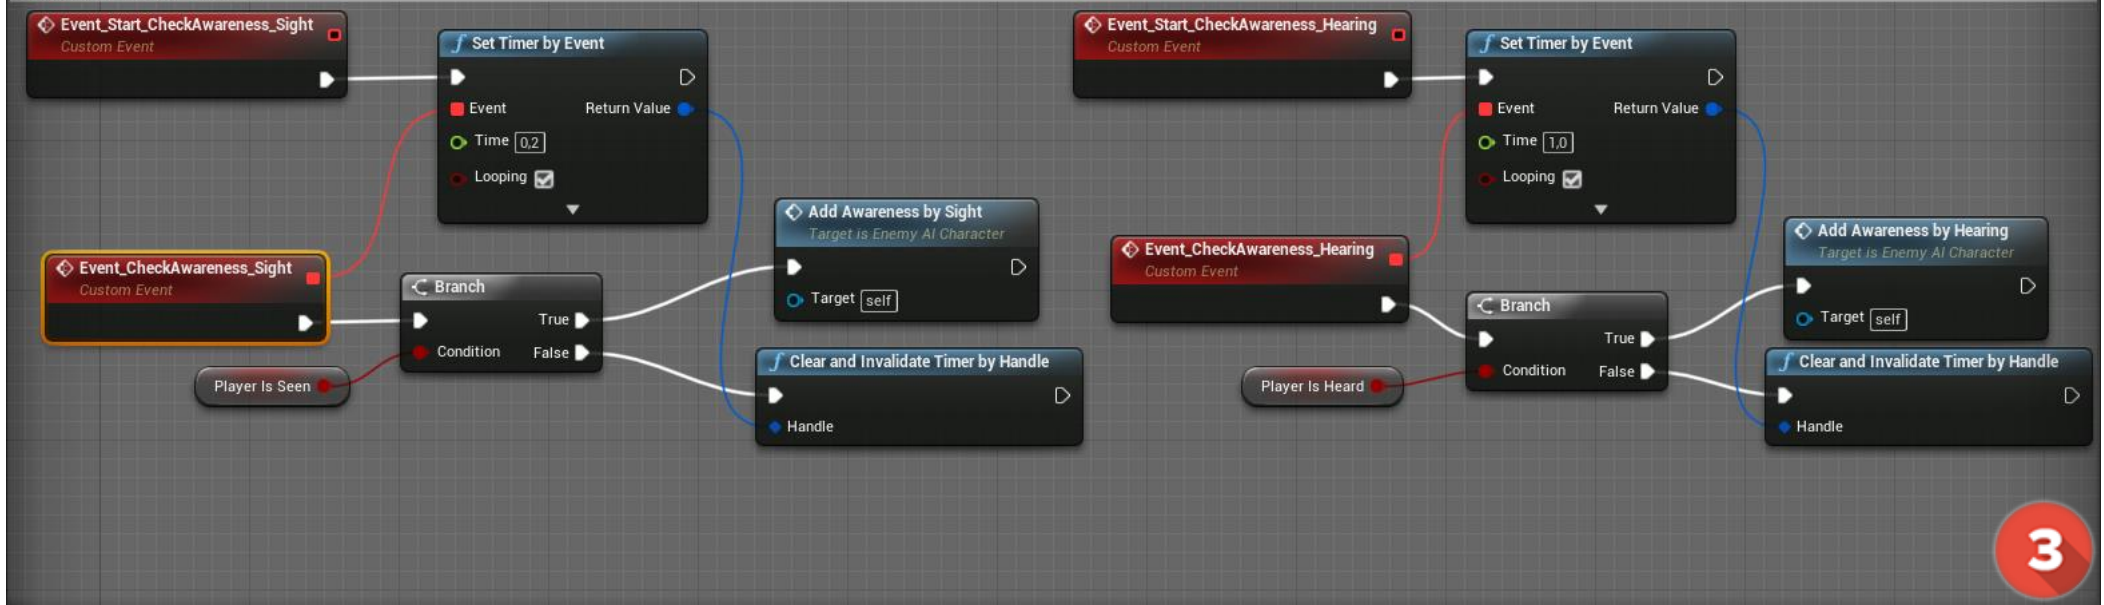 Event_Start_CheckAwareness_Sight
Custom Event
Set Timer by Event
Event
Return Value
Time 0,2
Looping
Event_CheckAwareness_Sight
Custom Event
Branch
True
Condition
False
Player Is Seen
Add Awareness by Sight
Target is Enemy AI Character
Target self
Clear and Invalidate Timer by Handle
Handle
Event_Start_CheckAwareness_Hearing
Custom Event
Set Timer by Event
Event
Return Value
Time 1,0
Looping
Event_CheckAwareness_Hearing
Custom Event
Branch
True
Condition
False
Player Is Heard
Add Awareness by Hearing
Target is Enemy AI Character
Target self
Clear and Invalidate Timer by Handle
Handle
3